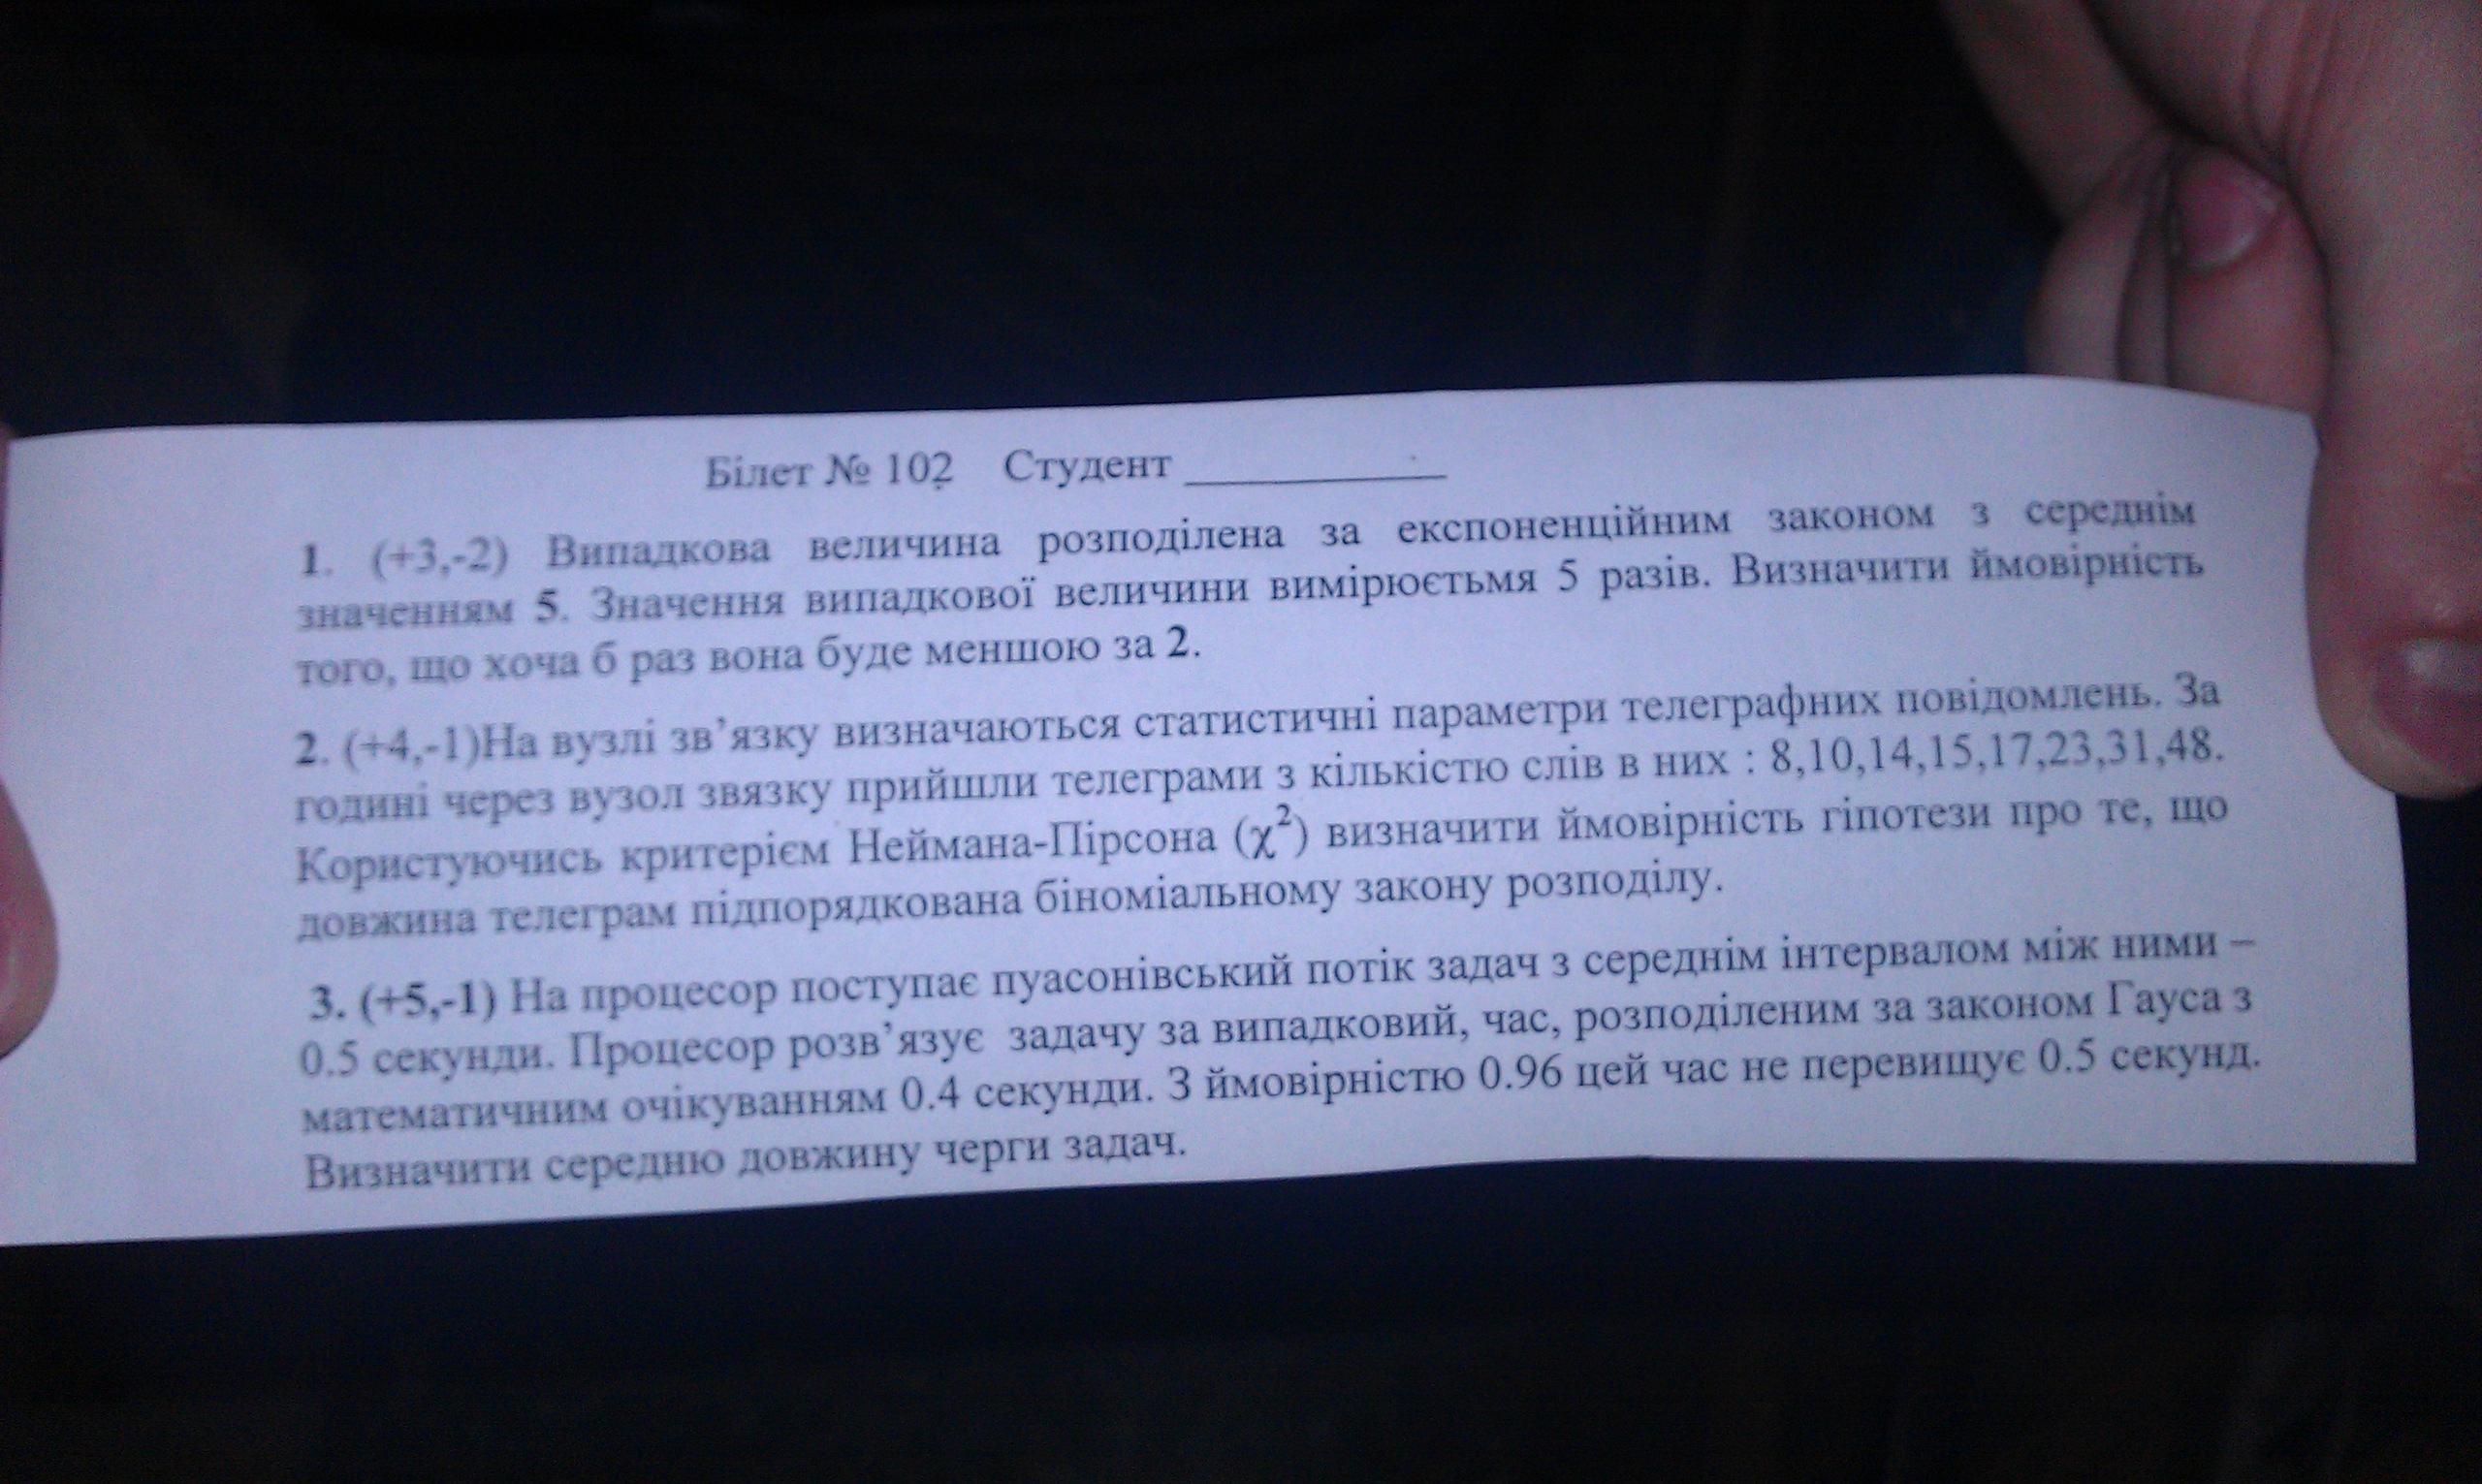 Білет № 102 Студент ___________
1. (+3,-2) Випадкова величина розподілена за експоненційним законом з середнім
значенням 5. Значення випадкової величини вимірюєтьмя 5 разів. Визначити ймовірність
того, що хоча б раз вона буде меншою за 2.
2. (+4,-1)На вузлі зв’язку визначаються статистичні параметри телеграфних повідомлень. За
годині через вузол звязку прийшли телеграми з кількістю слів в них : 8,10,14,15,17,23,31,48.
Користуючись критерієм Неймана-Пірсона (χ²) визначити ймовірність гіпотези про те, що
довжина телеграм підпорядкована біноміальному закону розподілу.
3. (+5,-1) На процесор поступає пуасонівський потік задач з середнім інтервалом між ними –
0.5 секунди. Процесор розв’язує задачу за випадковий, час, розподіленим за законом Гауса з
математичним очікуванням 0.4 секунди. З ймовірністю 0.96 цей час не перевищує 0.5 секунд.
Визначити середню довжину черги задач.